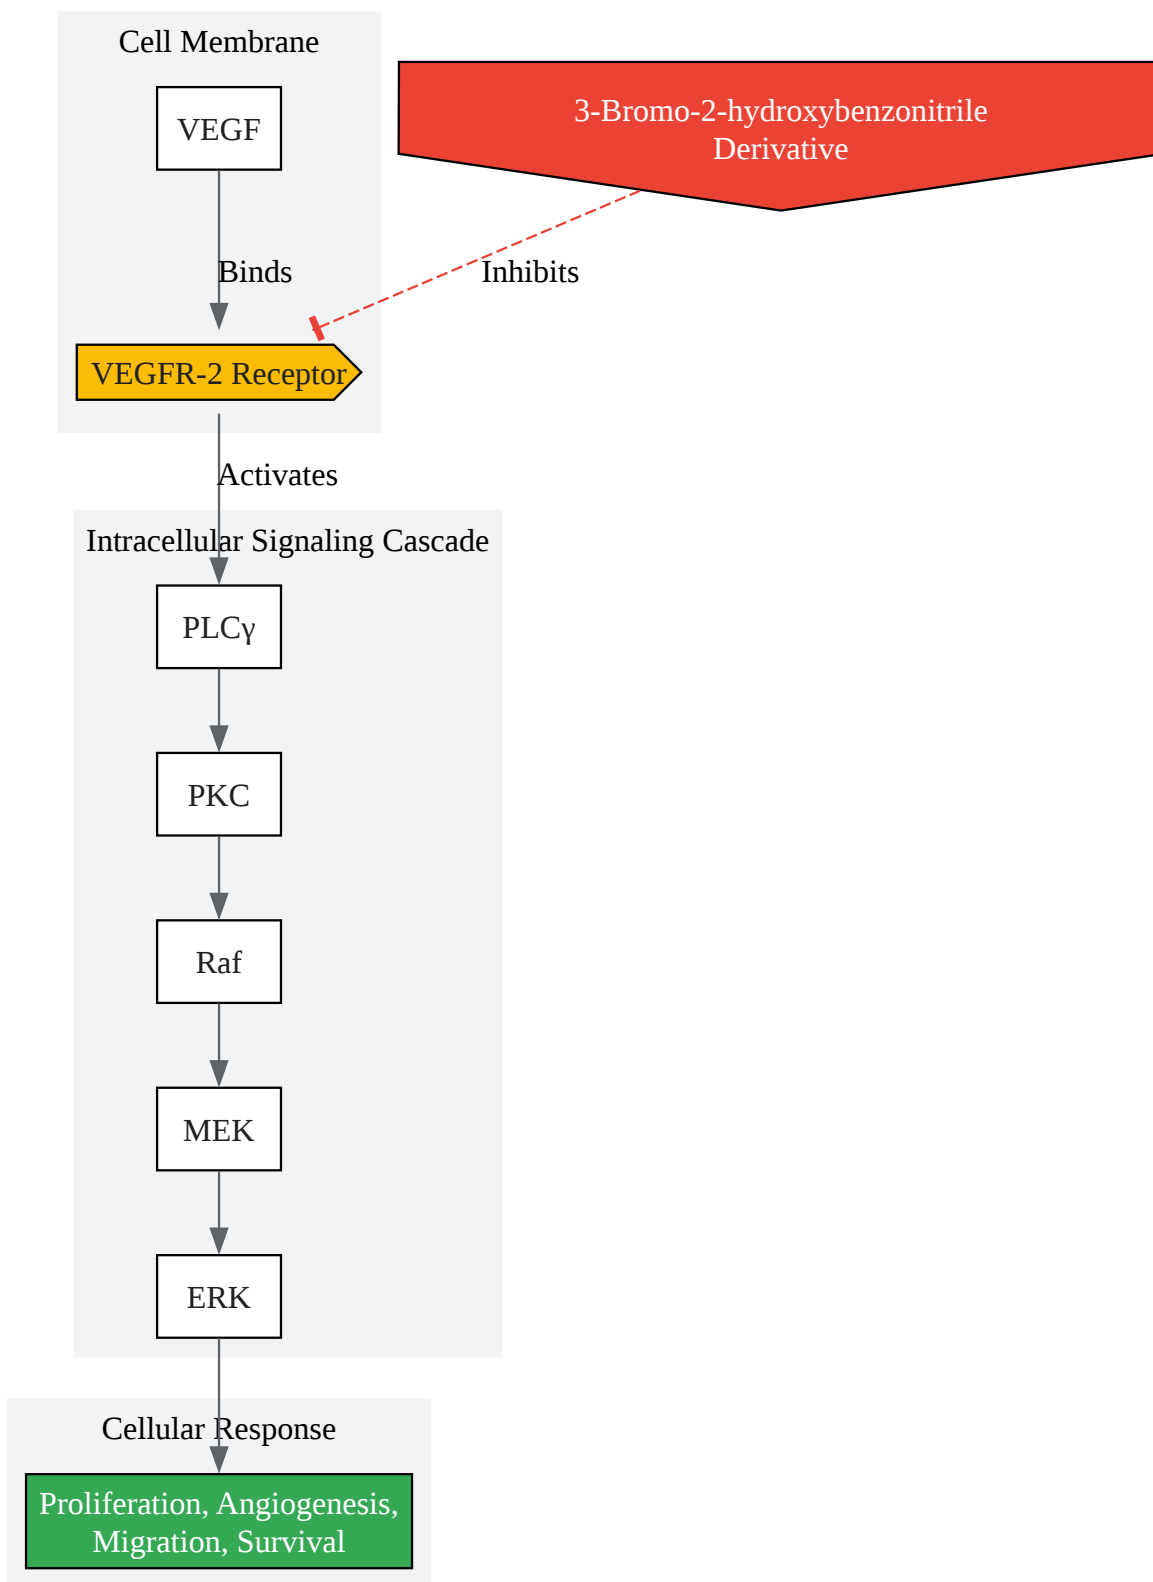 Cell Membrane
VEGF
3-Bromo-2-hydroxybenzonitrile
Derivative
Binds
Inhibits
VEGFR-2 Receptor
Activates
Intracellular Signaling Cascade
PLCγ
PKC
Raf
MEK
ERK
Cellular Response
Proliferation, Angiogenesis,
Migration, Survival